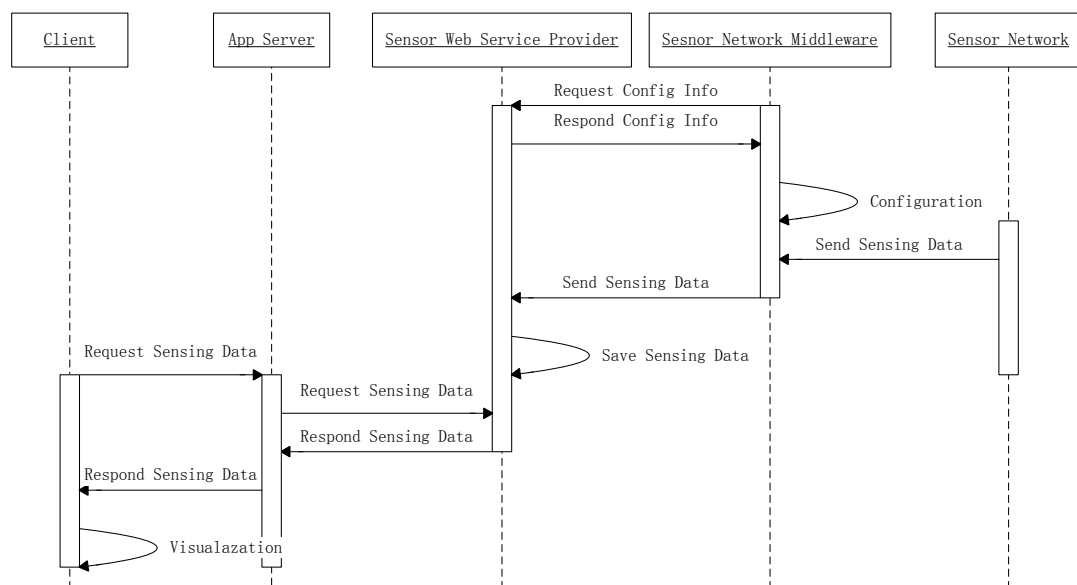 Client
App Server
Sensor Web Service Provider
Sesnor Network Middleware
Sensor Network
Request Config Info
Respond Config Info
Configuration
Send Sensing Data
Send Sensing Data
Save Sensing Data
Request Sensing Data
Request Sensing Data
Respond Sensing Data
Respond Sensing Data
Visualazation